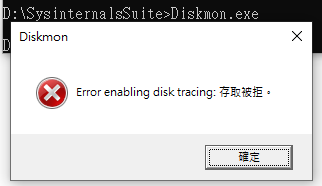 D:\SysinternalsSuite>Diskmon.exe
D
Diskmon
Error enabling disk tracing: 存取被拒。
確定